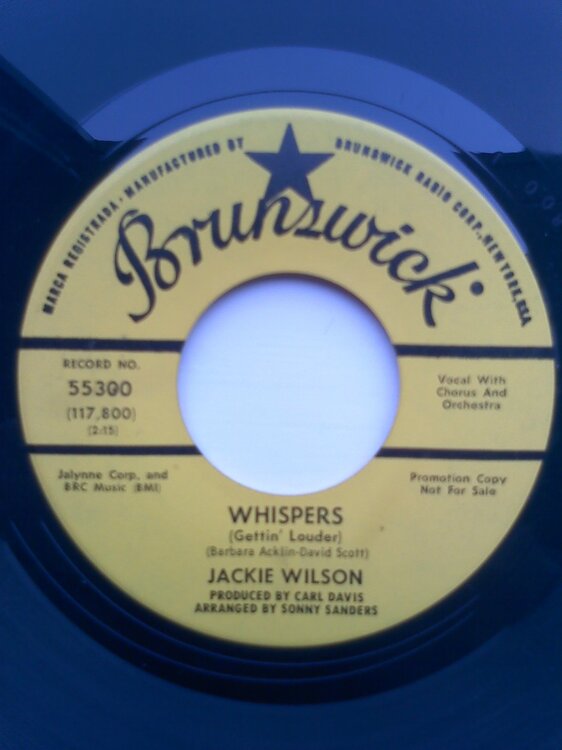 MARCA REGISTRADA · MANUFACTURED BY BRUNSWICK RADIO CORP., NEW YORK, USA
Brunswick
RECORD NO.
55300
(117,800)
(2:15)
Vocal With
Chorus And
Orchestra
Jalynne Corp. and
BRC Music (BMI)
Promotion Copy
Not For Sale
WHISPERS
(Gettin' Louder)
(Barbara Acklin-David Scott)
JACKIE WILSON
PRODUCED BY CARL DAVIS
ARRANGED BY SONNY SANDERS